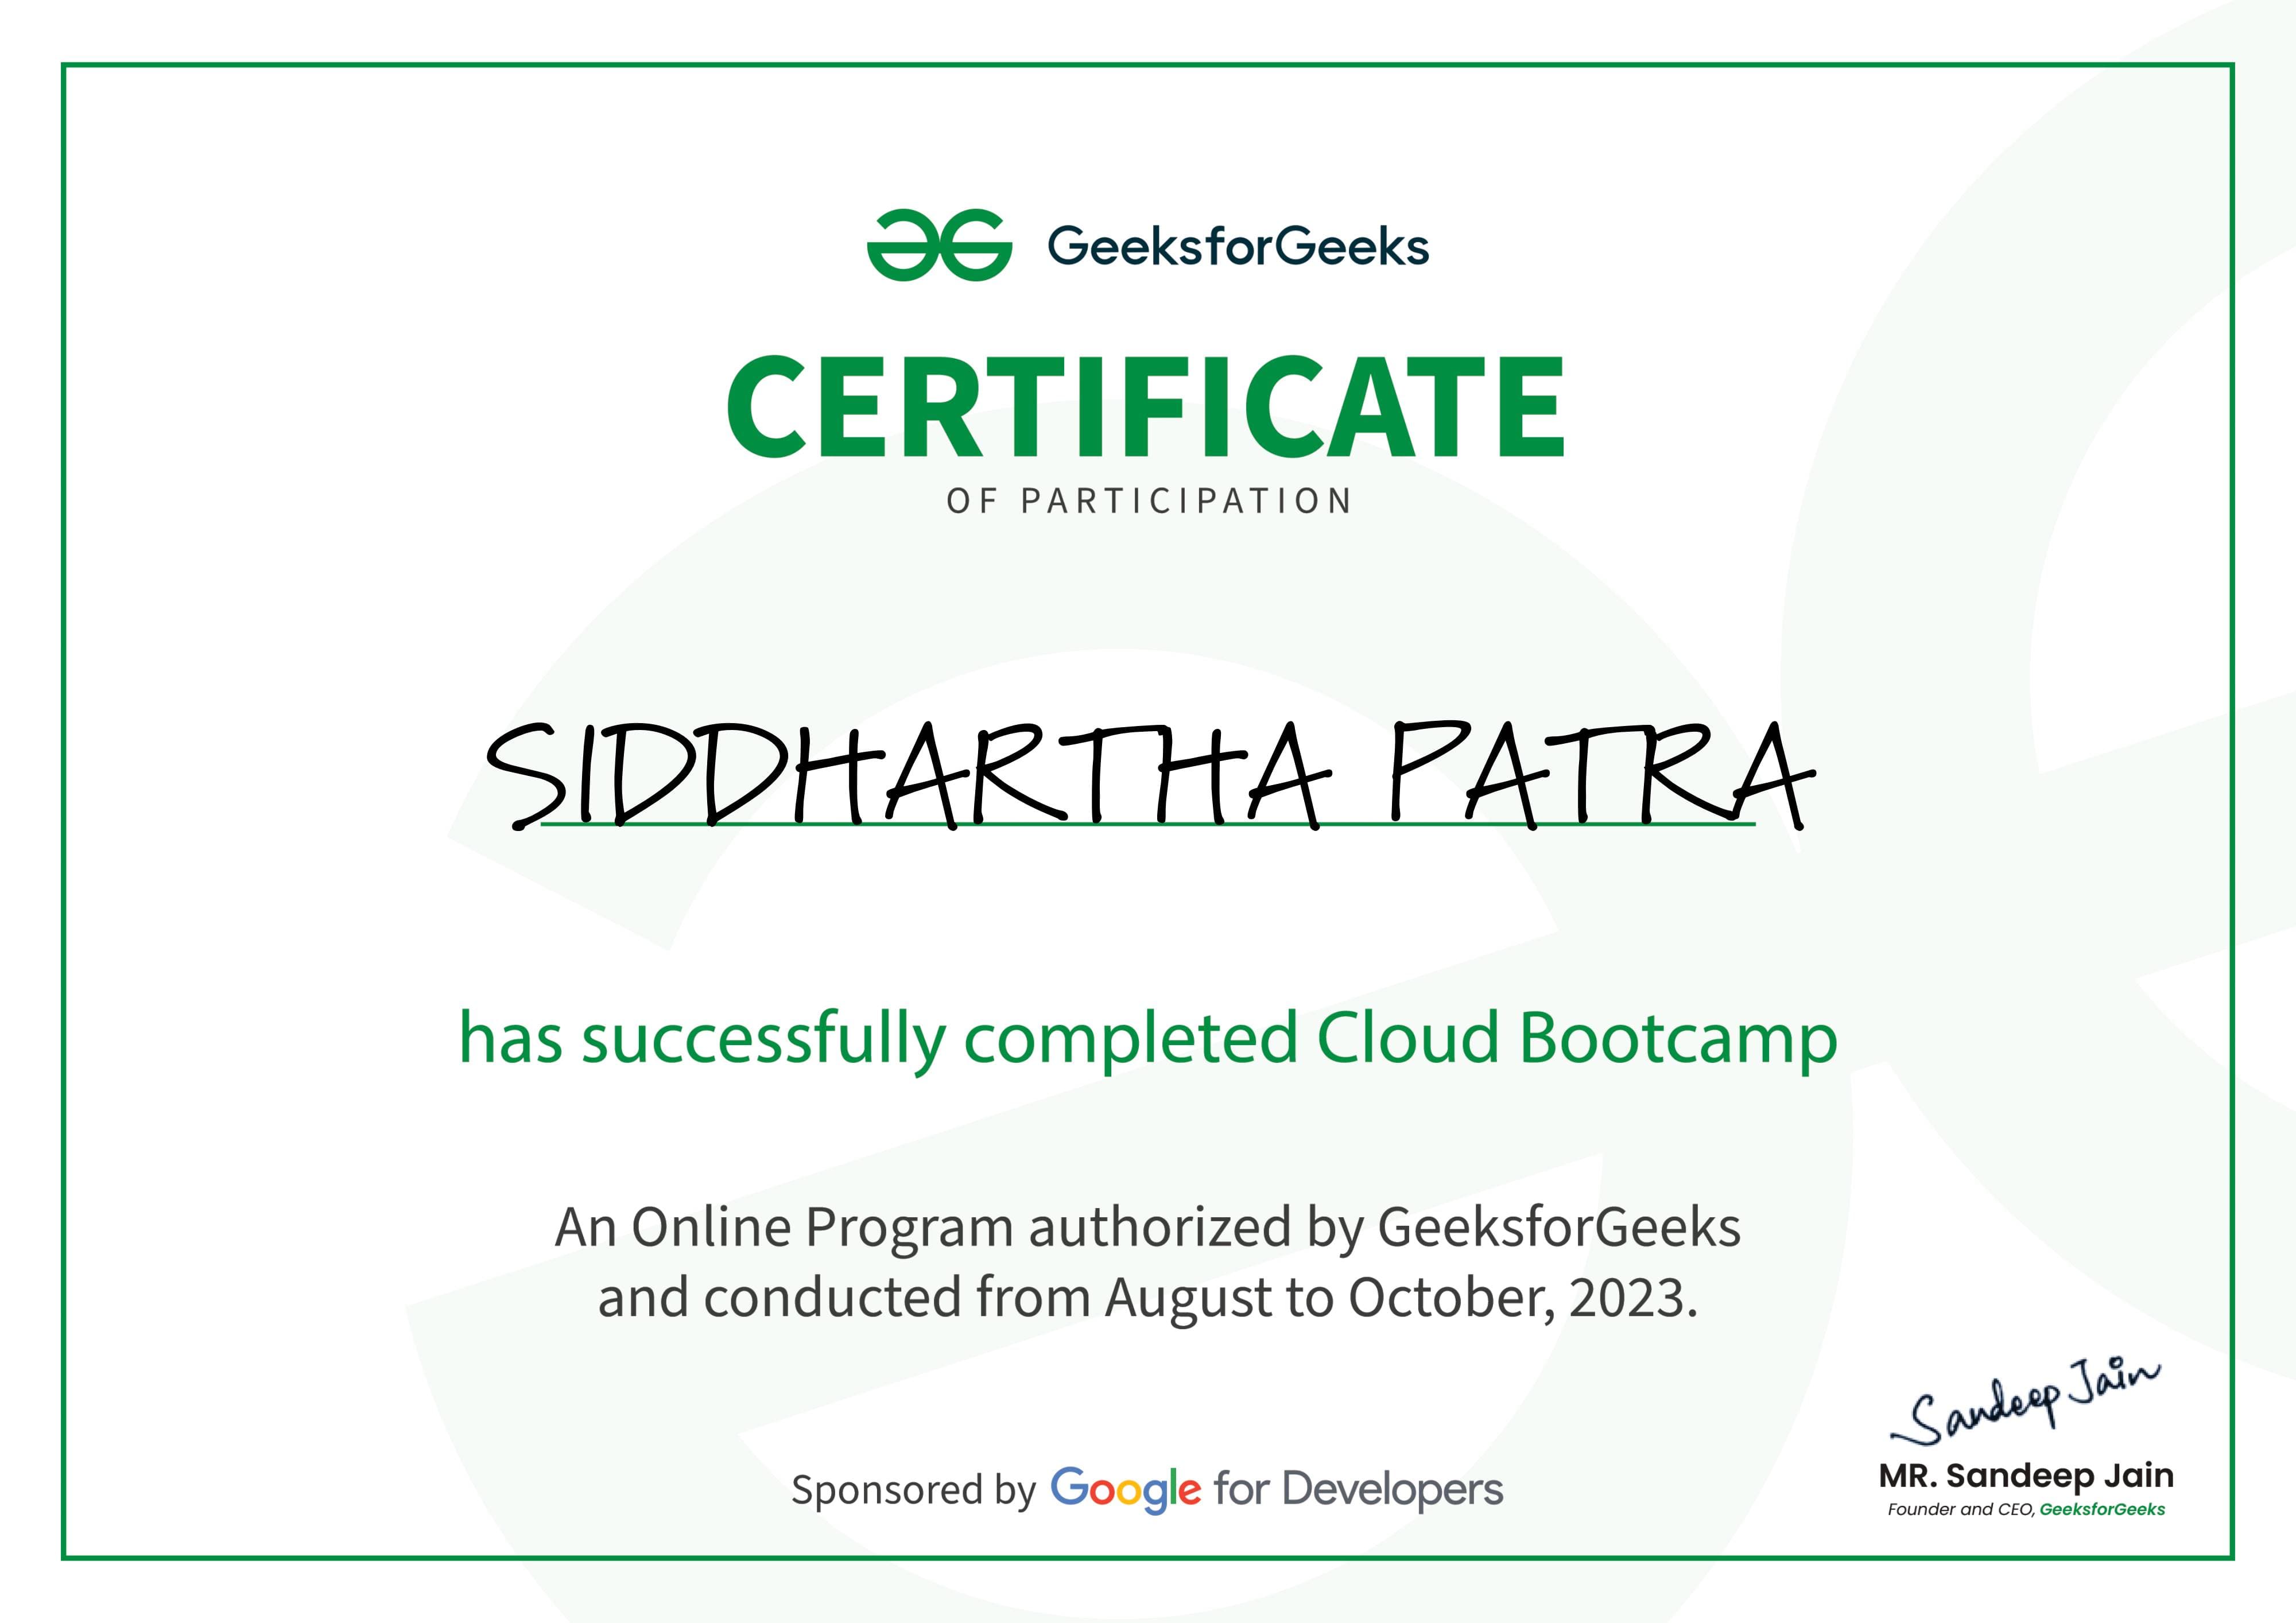 GeeksforGeeks
CERTIFICATE
OF PARTICIPATION
SIDDHARTHA PATRA
has successfully completed Cloud Bootcamp
An Online Program authorized by GeeksforGeeks
and conducted from August to October, 2023.
Sponsored by Google for Developers
Sandeep Jain
MR. Sandeep Jain
Founder and CEO, GeeksforGeeks